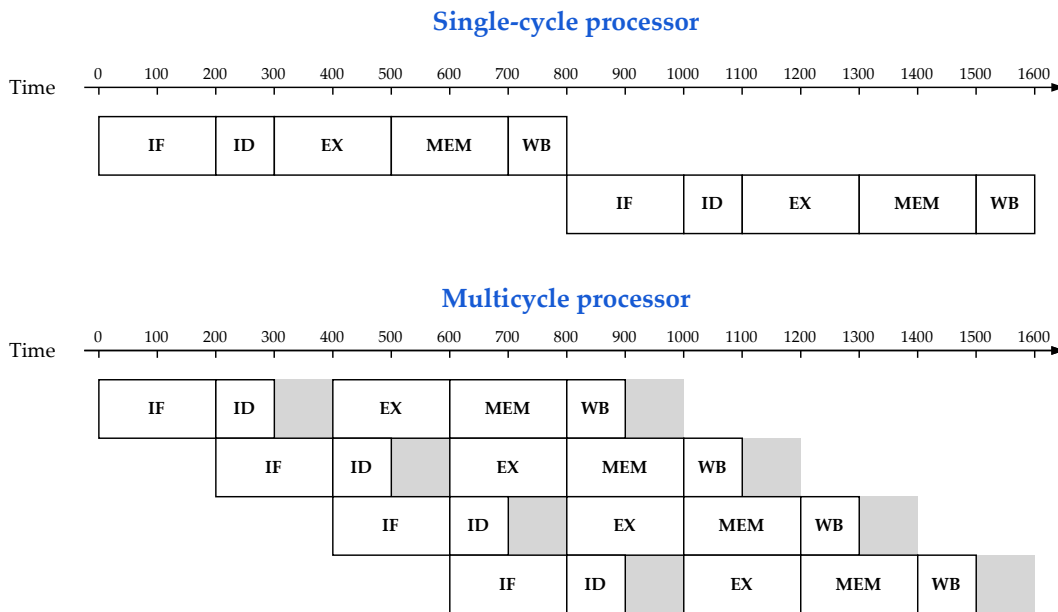 Single-cycle processor
0 100 200 300 400 500 600 700 800 900 1000 1100 1200 1300 1400 1500 1600
Time
IF ID EX MEM WB
IF ID EX MEM WB
Multicycle processor
0 100 200 300 400 500 600 700 800 900 1000 1100 1200 1300 1400 1500 1600
Time
IF ID EX MEM WB
IF ID EX MEM WB
IF ID EX MEM WB
IF ID EX MEM WB